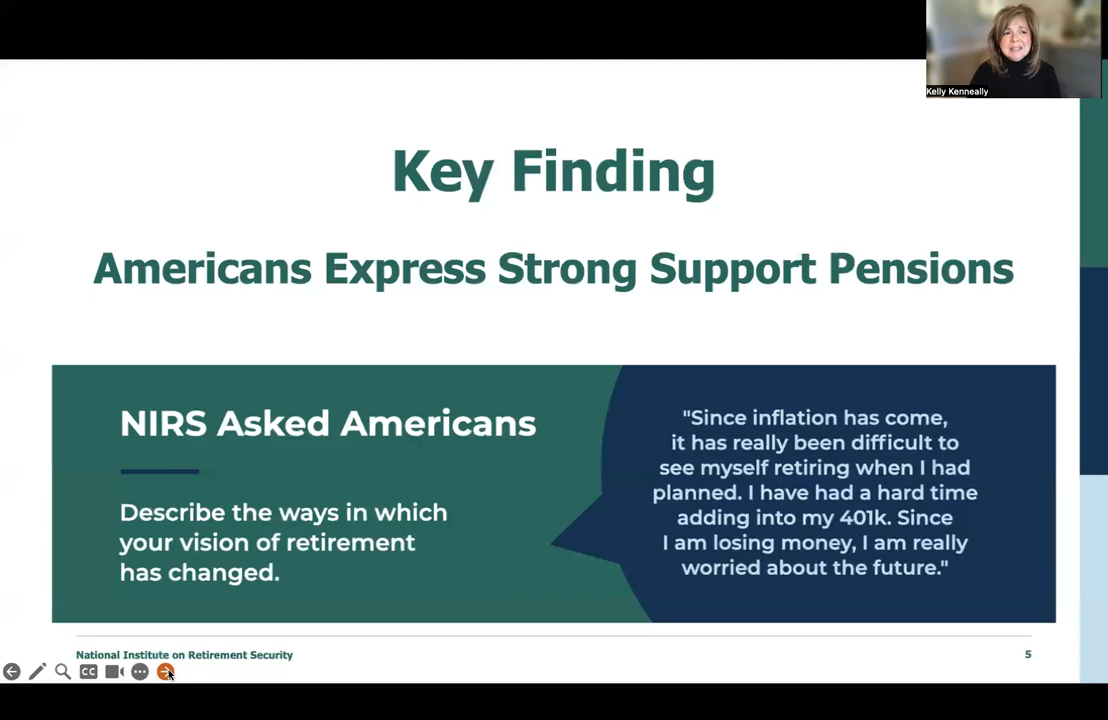 Kelly Kenneally
Key Finding
Americans Express Strong Support Pensions
NIRS Asked Americans
Describe the ways in which
your vision of retirement
has changed.
"Since inflation has come,
it has really been difficult to
see myself retiring when I had
planned. I have had a hard time
adding into my 401k. Since
I am losing money, I am really
worried about the future."
National Institute on Retirement Security
5
CC